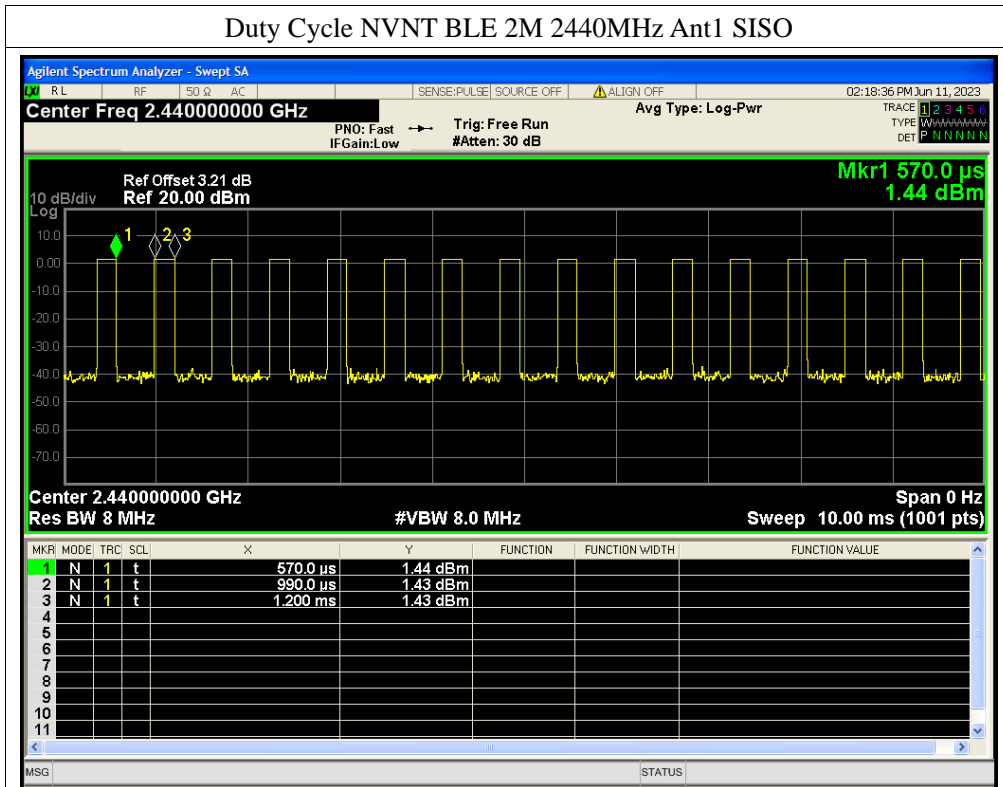 Duty Cycle NVNT BLE 2M 2440MHz Ant1 SISO
Agilent Spectrum Analyzer - Swept SA
LXI RL RF 50 Ω AC SENSE:PULSE SOURCE OFF ALIGN OFF 02:18:36 PM Jun 11, 2023
Center Freq 2.440000000 GHz
PNO: Fast
IFGain:Low
Trig: Free Run
#Atten: 30 dB
Avg Type: Log-Pwr
TRACE 1 2 3 4 5 6
TYPE W
DET P N N N N N
Mkr1 570.0 µs
1.44 dBm
Ref Offset 3.21 dB
10 dB/div Ref 20.00 dBm
Log
1 2 3
10.0
0.00
-10.0
-20.0
-30.0
-40.0
-50.0
-60.0
-70.0
Center 2.440000000 GHz Span 0 Hz
Res BW 8 MHz #VBW 8.0 MHz Sweep 10.00 ms (1001 pts)
MKR MODE TRC SCL X Y FUNCTION FUNCTION WIDTH FUNCTION VALUE
1 N 1 t 570.0 µs 1.44 dBm
2 N 1 t 990.0 µs 1.43 dBm
3 N 1 t 1.200 ms 1.43 dBm
4
5
6
7
8
9
10
11
MSG STATUS